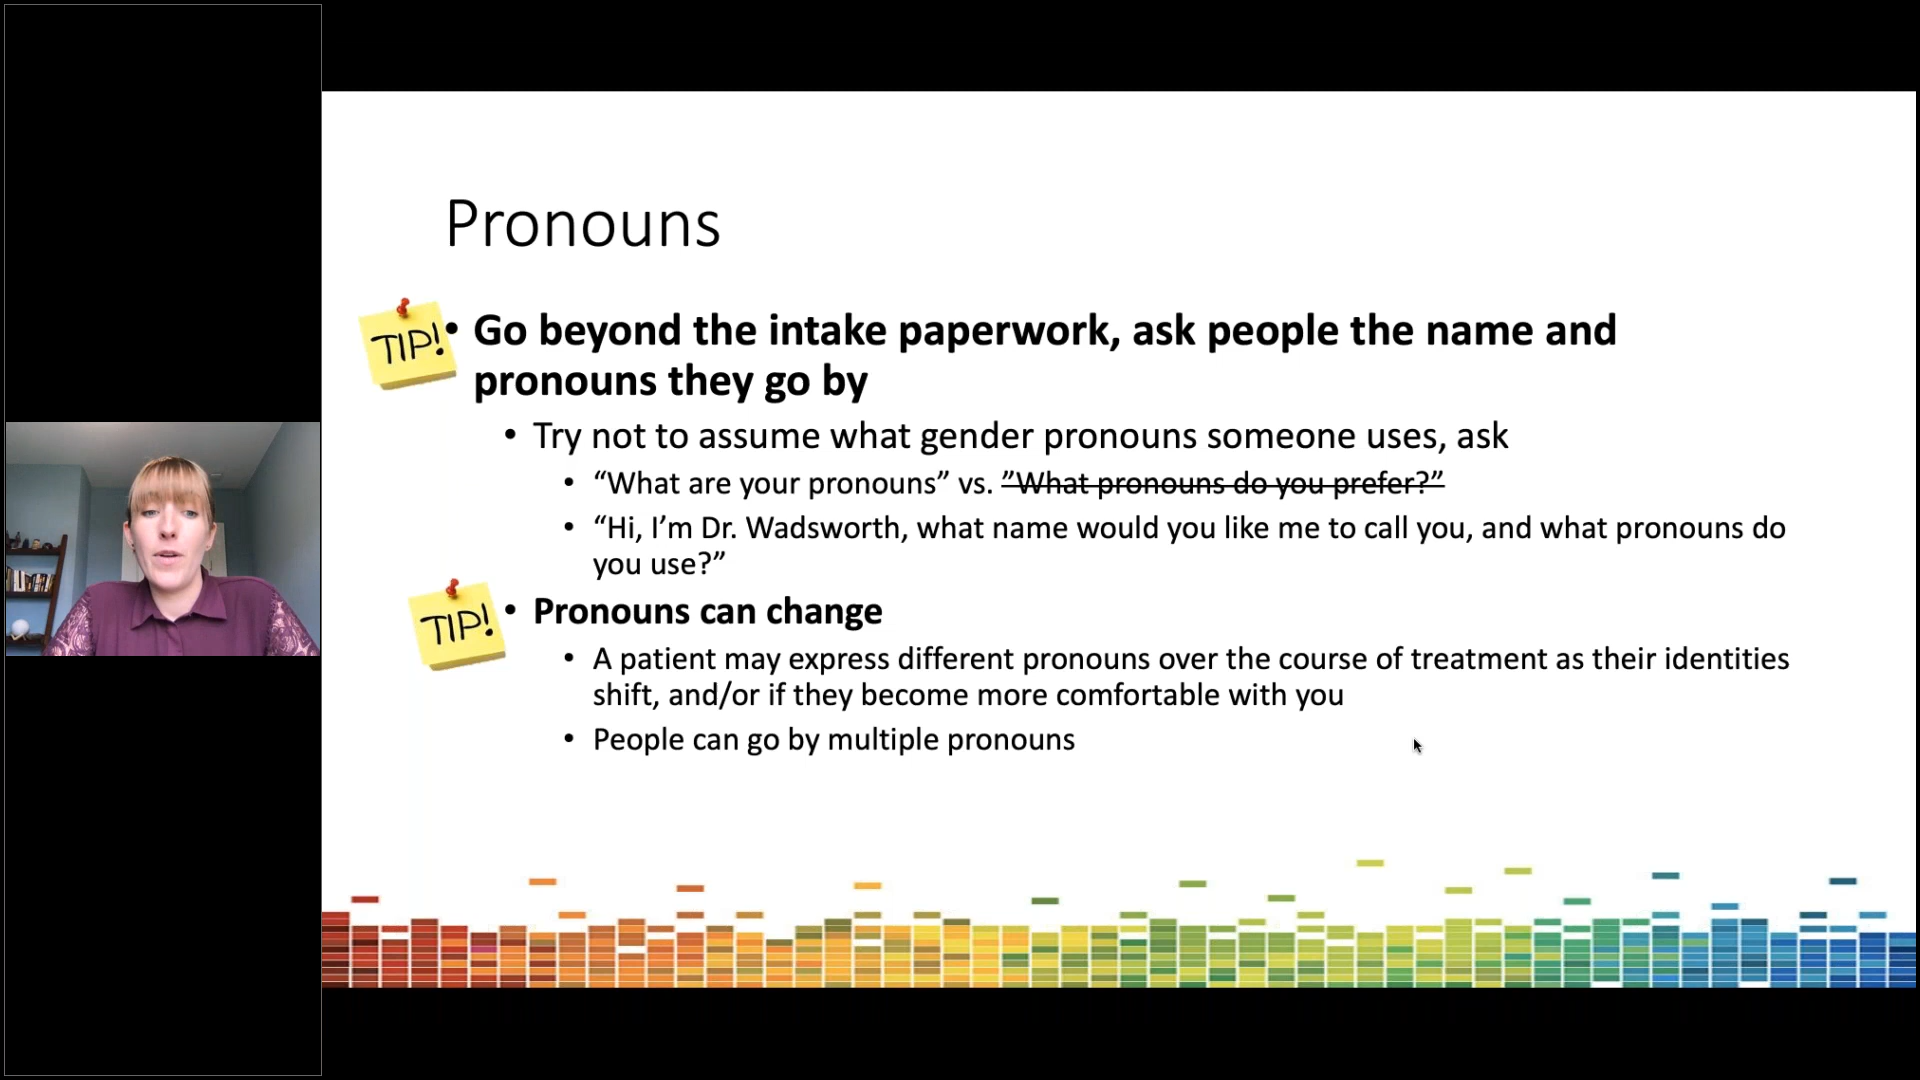 Pronouns
TIP!
• Go beyond the intake paperwork, ask people the name and
pronouns they go by
• Try not to assume what gender pronouns someone uses, ask
• “What are your pronouns” vs. ”What pronouns do you prefer?”
• “Hi, I’m Dr. Wadsworth, what name would you like me to call you, and what pronouns do
you use?”
TIP!
• Pronouns can change
• A patient may express different pronouns over the course of treatment as their identities
shift, and/or if they become more comfortable with you
• People can go by multiple pronouns